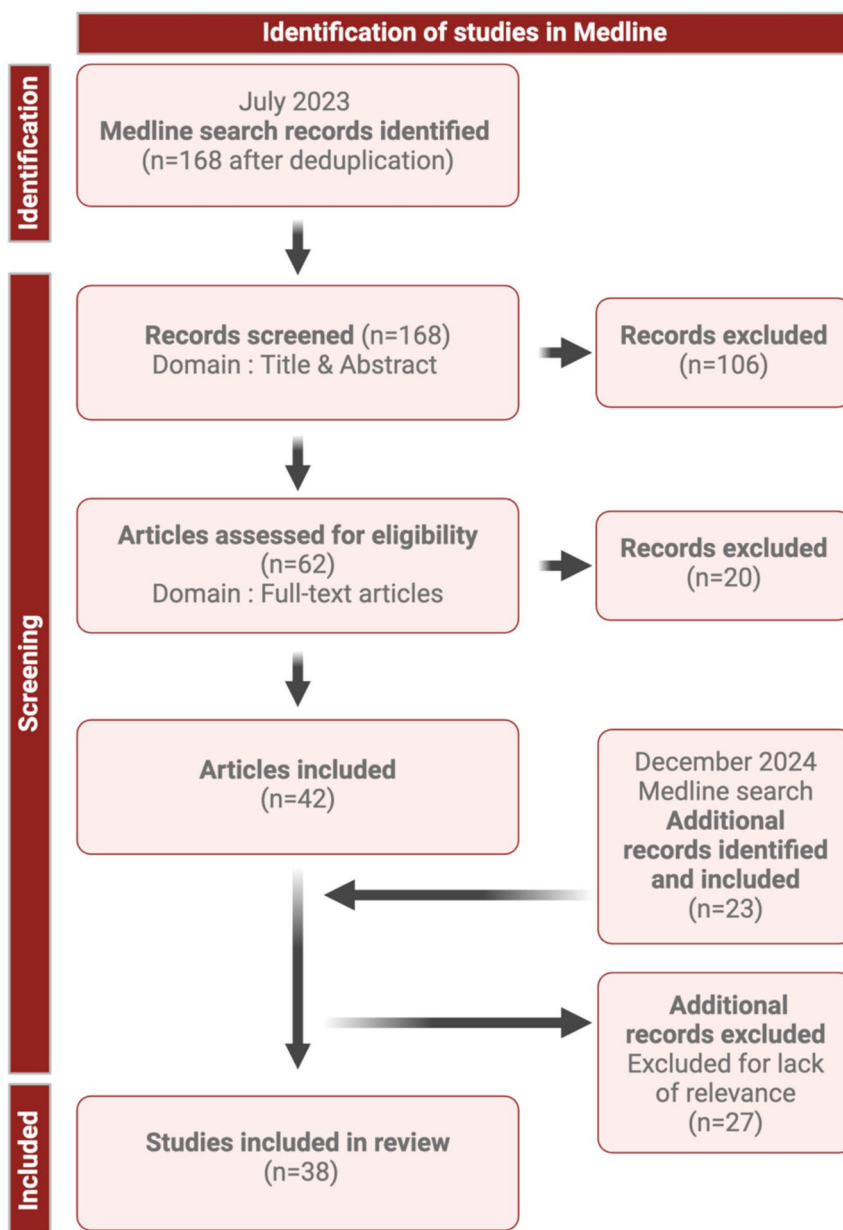 Identification of studies in Medline
Identification
July 2023
Medline search records identified
(n=168 after deduplication)
Screening
Records screened (n=168)
Domain : Title & Abstract
Records excluded
(n=106)
Articles assessed for eligibility
(n=62)
Domain : Full-text articles
Records excluded
(n=20)
Articles included
(n=42)
December 2024
Medline search
Additional
records identified
and included
(n=23)
Additional
records excluded
Excluded for lack
of relevance
(n=27)
Included
Studies included in review
(n=38)